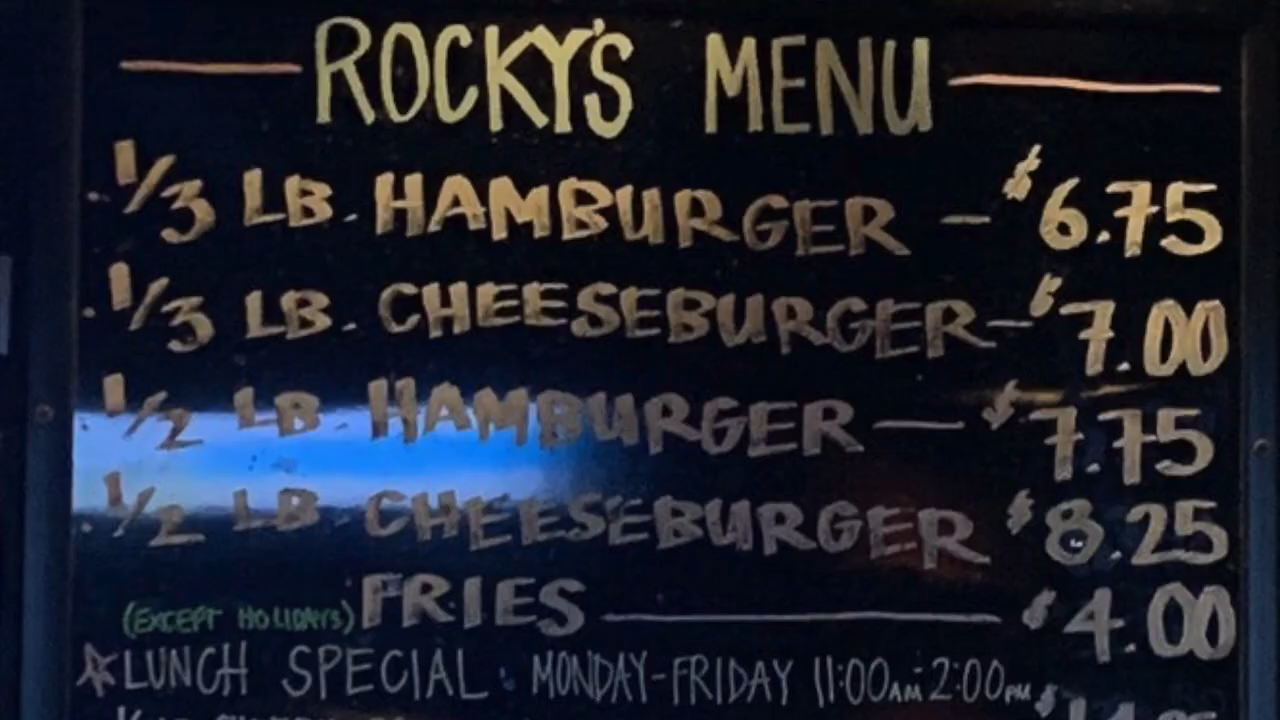 ROCKY'S MENU
1/3 LB. HAMBURGER - $6.75
1/3 LB. CHEESEBURGER - $7.00
1/2 LB. HAMBURGER - $7.75
1/2 LB. CHEESEBURGER $8.25
(EXCEPT HOLIDAYS) FRIES - $4.00
LUNCH SPECIAL. MONDAY-FRIDAY 11:00AM-2:00PM